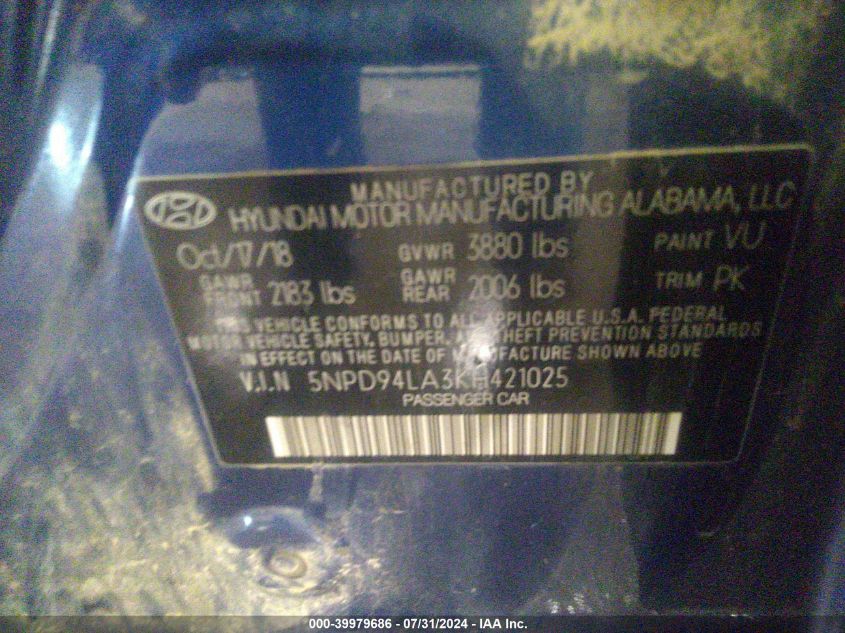 MANUFACTURED BY
HYUNDAI MOTOR MANUFACTURING ALABAMA, LLC
Oct/17/18 GVWR 3880 lbs PAINT VU
GAWR FRONT 2183 lbs GAWR REAR 2006 lbs TRIM PK
THIS VEHICLE CONFORMS TO ALL APPLICABLE U.S.A. FEDERAL
MOTOR VEHICLE SAFETY, BUMPER, AND THEFT PREVENTION STANDARDS
IN EFFECT ON THE DATE OF MANUFACTURE SHOWN ABOVE
V.I.N 5NPD94LA3KH421025
PASSENGER CAR
000-39979686 - 07/31/2024 - IAA Inc.